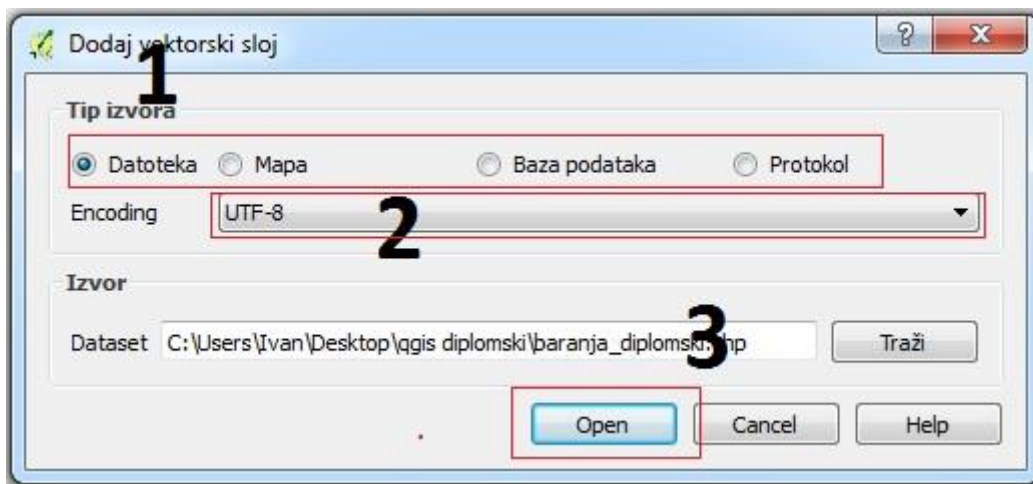 Dodaj vektorski sloj
1
Tip izvora
Datoteka Mapa Baza podataka Protokol
Encoding UTF-8
2
Izvor
3
Dataset C:\Users\Ivan\Desktop\qgis diplomski\baranja_diplomski.shp Traži
Open Cancel Help